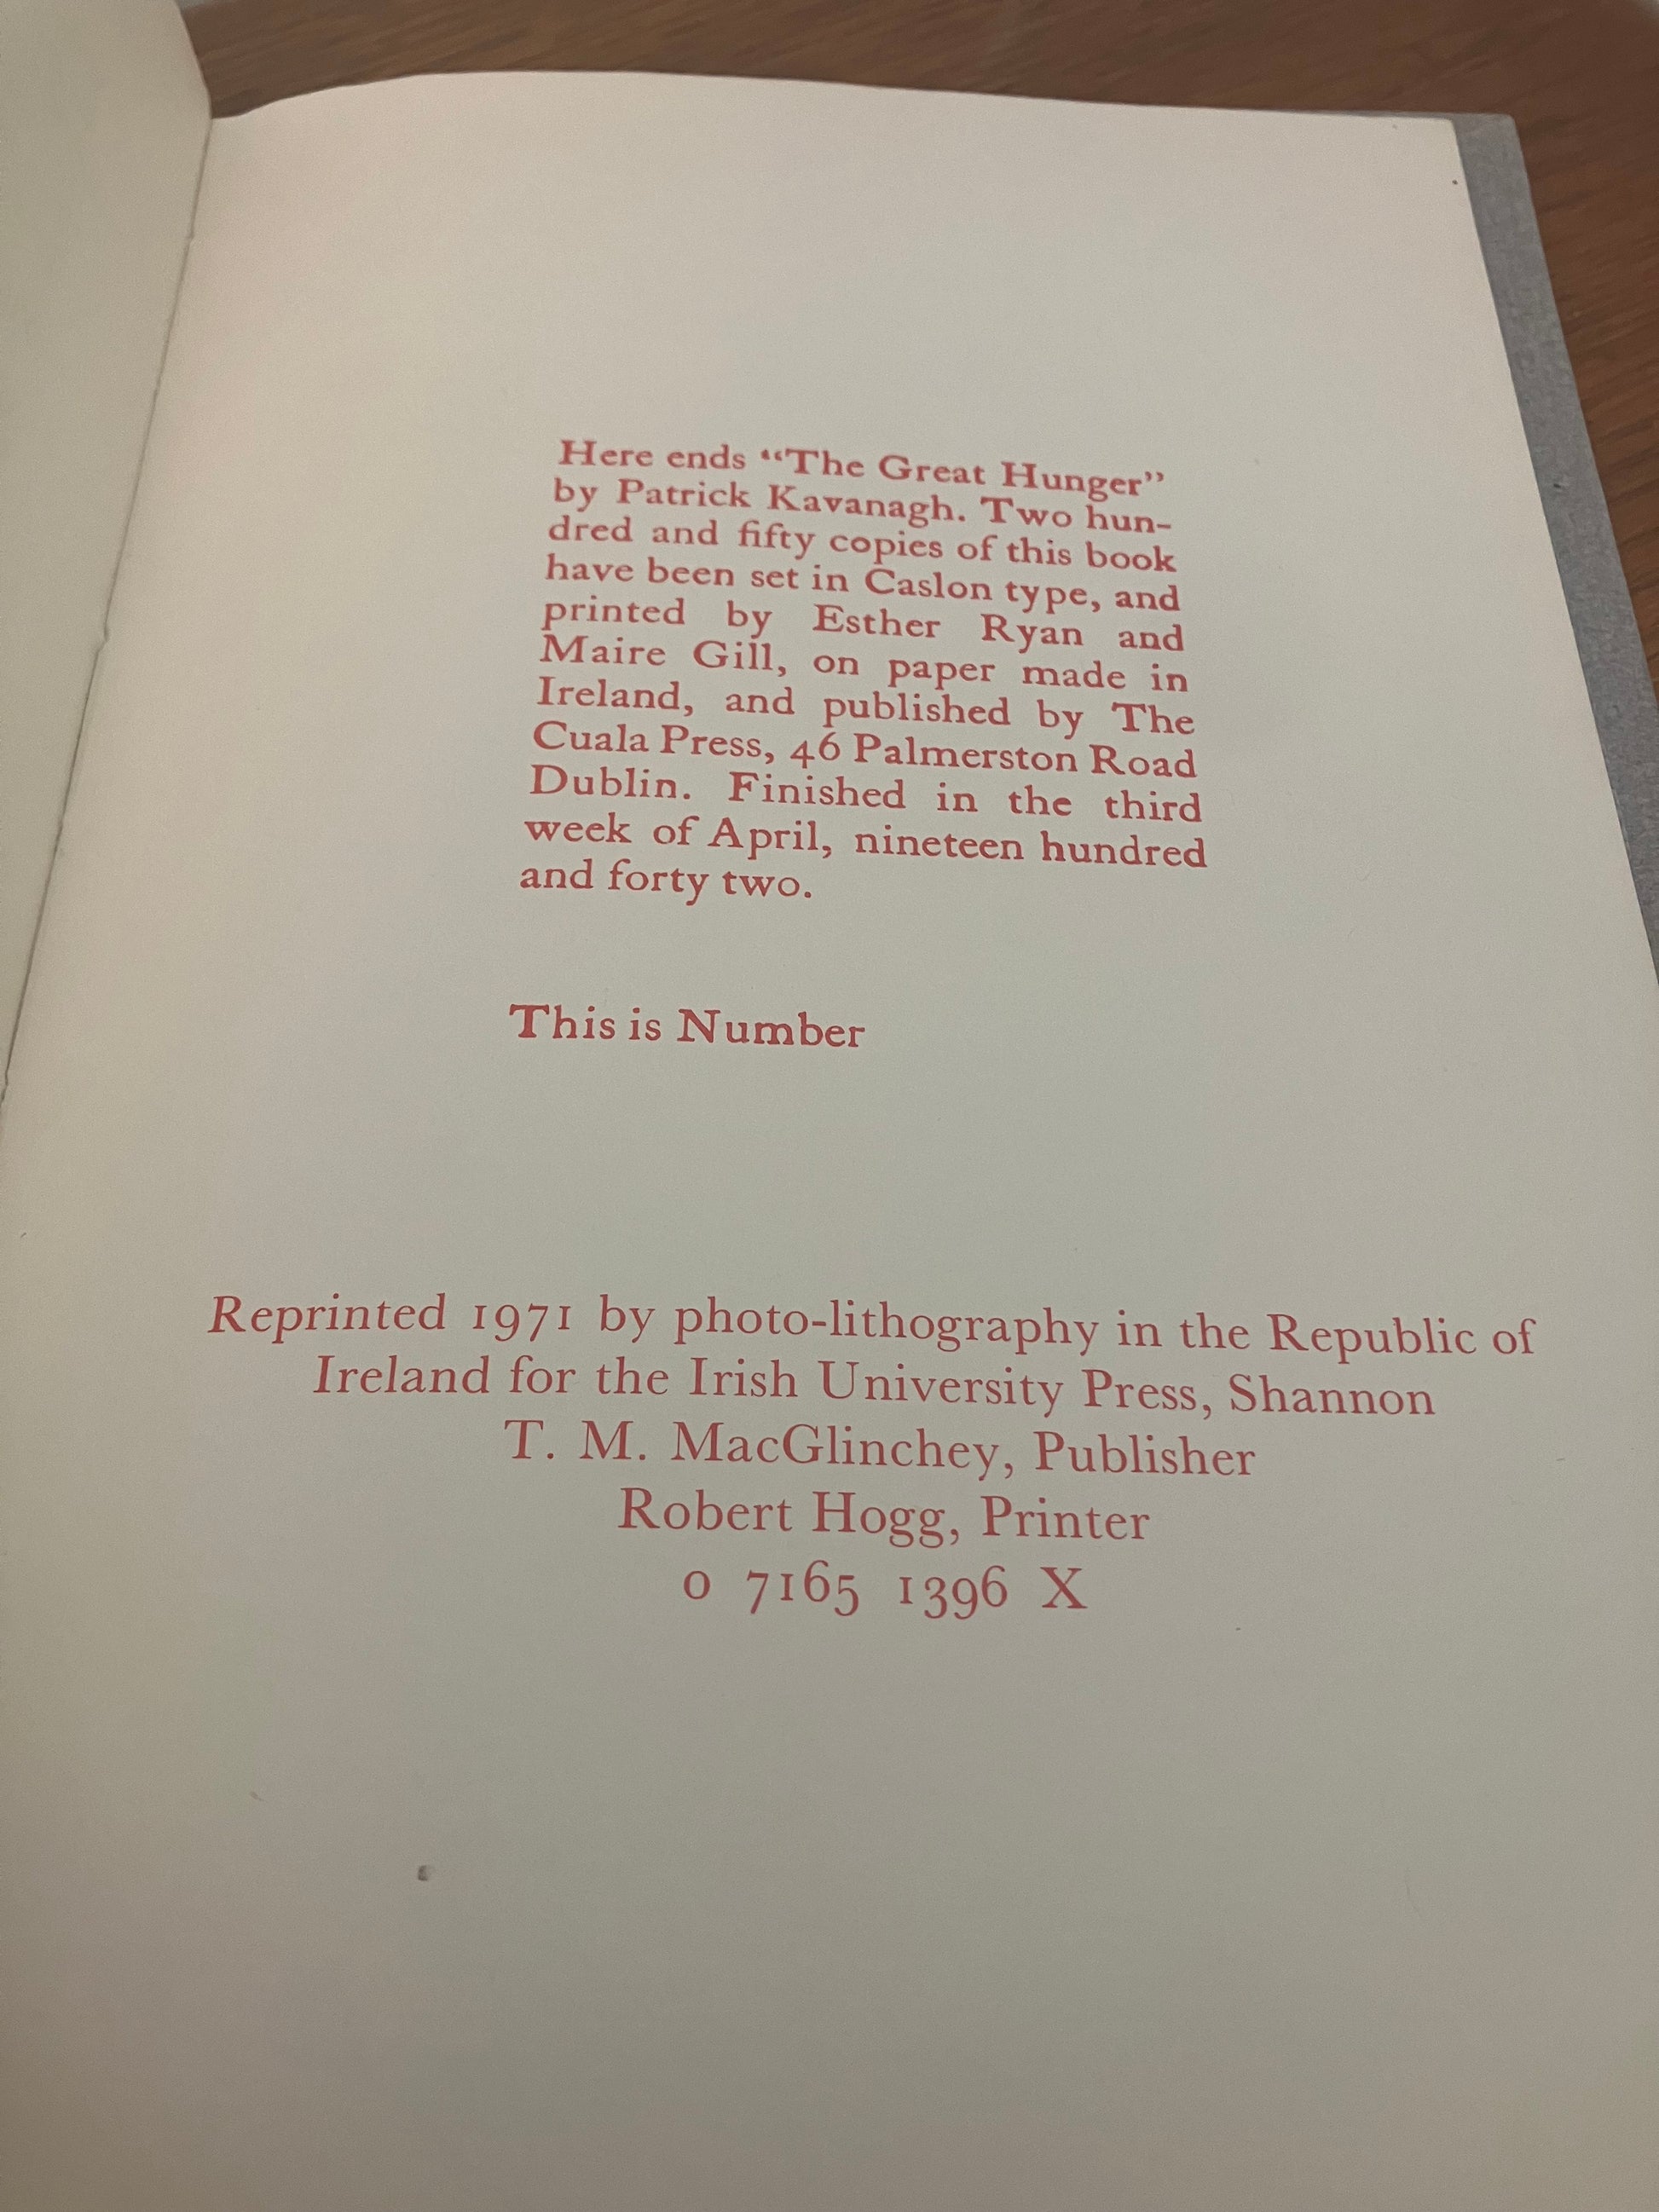 Here ends “The Great Hunger”
by Patrick Kavanagh. Two hun-
dred and fifty copies of this book
have been set in Caslon type, and
printed by Esther Ryan and
Maire Gill, on paper made in
Ireland, and published by The
Cuala Press, 46 Palmerston Road
Dublin. Finished in the third
week of April, nineteen hundred
and forty two.
This is Number
Reprinted 1971 by photo-lithography in the Republic of
Ireland for the Irish University Press, Shannon
T. M. MacGlinchey, Publisher
Robert Hogg, Printer
0 7165 1396 X